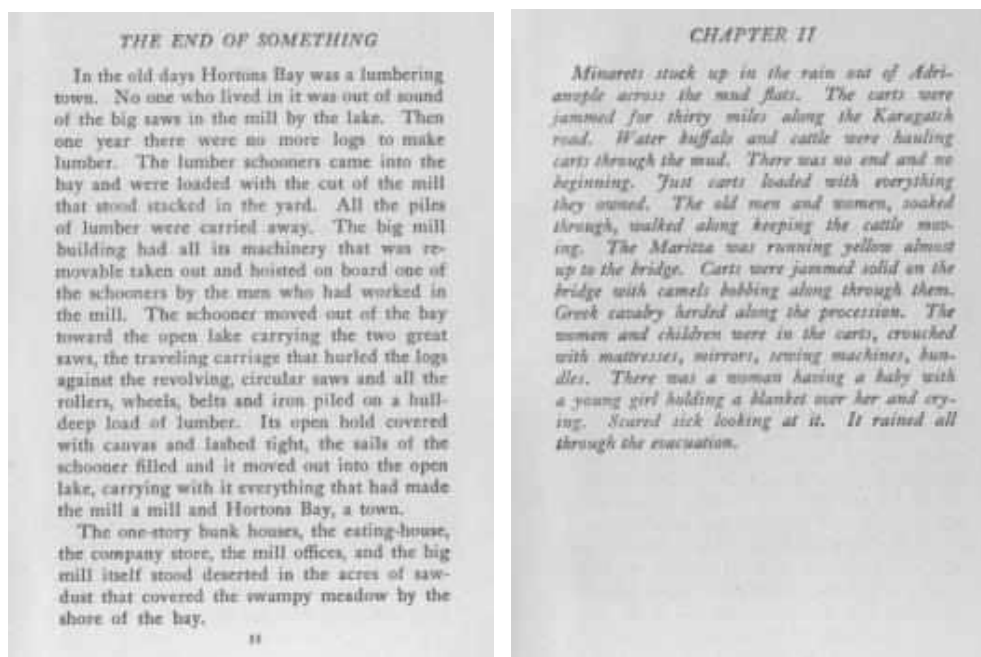 THE END OF SOMETHING
In the old days Hortons Bay was a lumbering
town. No one who lived in it was out of sound
of the big saws in the mill by the lake. Then
one year there were no more logs to make
lumber. The lumber schooners came into the
bay and were loaded with the cut of the mill
that stood stacked in the yard. All the piles
of lumber were carried away. The big mill
building had all its machinery that was re-
movable taken out and hoisted on board one of
the schooners by the men who had worked in
the mill. The schooner moved out of the bay
toward the open lake carrying the two great
saws, the traveling carriage that hurled the logs
against the revolving, circular saws and all the
rollers, wheels, belts and iron piled on a hull-
deep load of lumber. Its open hold covered
with canvas and lashed tight, the sails of the
schooner filled and it moved out into the open
lake, carrying with it everything that had made
the mill a mill and Hortons Bay, a town.
The one-story bunk houses, the eating-house,
the company store, the mill offices, and the big
mill itself stood deserted in the acres of saw-
dust that covered the swampy meadow by the
shore of the bay.
CHAPTER II
Minarets stuck up in the rain out of Adri-
anople across the mud flats. The carts were
jammed for thirty miles along the Karagatch
road. Water buffalo and cattle were hauling
carts through the mud. There was no end and no
beginning. Just carts loaded with everything
they owned. The old men and women, soaked
through, walked along keeping the cattle mov-
ing. The Maritza was running yellow almost
up to the bridge. Carts were jammed solid on the
bridge with camels bobbing along through them.
Greek cavalry herded along the procession. The
women and children were in the carts, crouched
with mattresses, mirrors, sewing machines, bun-
dles. There was a woman having a baby with
a young girl holding a blanket over her and cry-
ing. Scared sick looking at it. It rained all
through the evacuation.